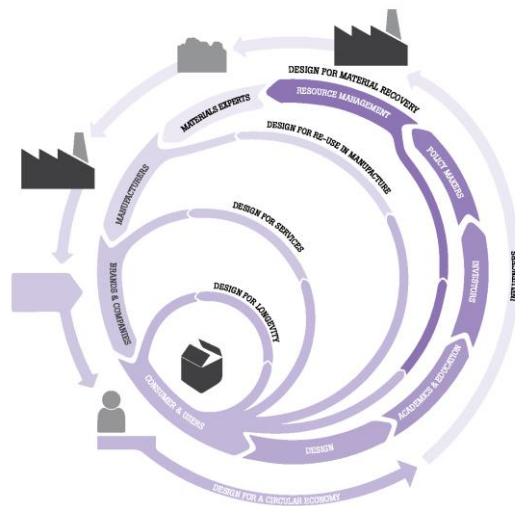 DESIGN FOR MATERIAL RECOVERY
RESOURCE MANAGEMENT
MATERIALS EXPERTS
DESIGN FOR RE-USE IN MANUFACTURE
POLICY MAKERS
MANUFACTURERS
DESIGN FOR SERVICES
INVESTORS
INFLUENCERS
BRANDS & COMPANIES
DESIGN FOR LONGEVITY
CONSUMER & USERS
ACADEMICS & EDUCATION
DESIGN
DESIGN FOR A CIRCULAR ECONOMY